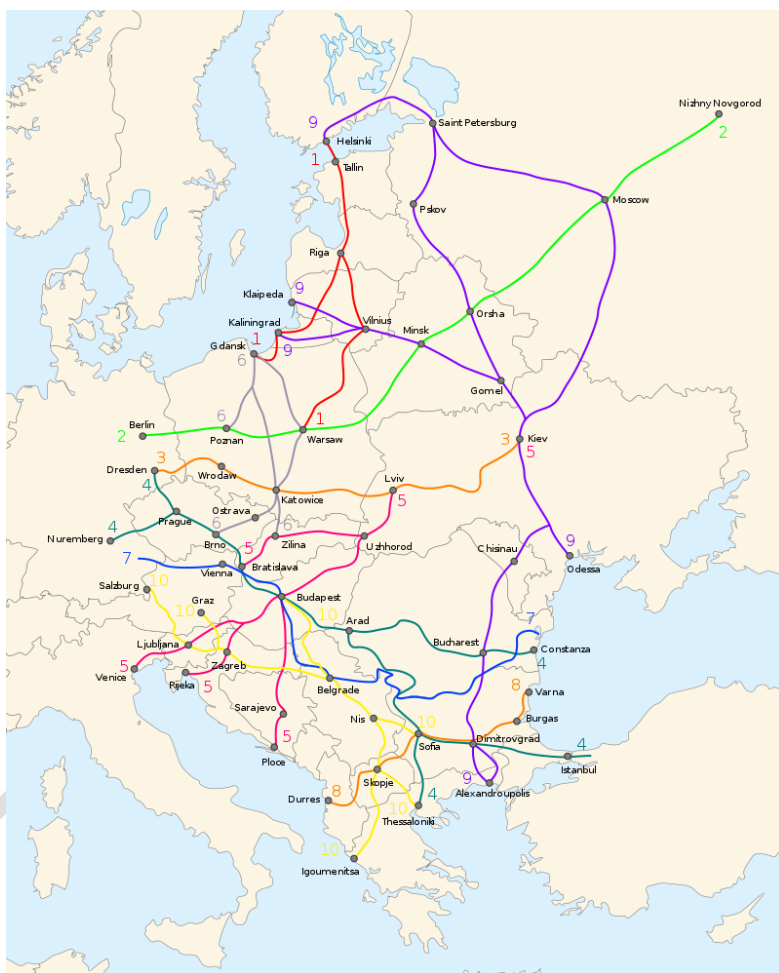 Nizhny Novgorod
2
9
Saint Petersburg
Helsinki
1
Tallin
Moscow
Pskov
Riga
9
Klaipeda
Kaliningrad
Vilnius
Orsha
Minsk
1
9
Gdansk
6
Gomel
Berlin
2
6
Poznan
1
Warsaw
3
Kiev
5
3
Dresden
4
Wrocław
Lviv
5
Katowice
Ostrava
Prague
4
Nuremberg
6
Brno
6
Zilina
Uzhhorod
5
Chisinau
9
Odessa
7
Vienna
Bratislava
Salzburg
10
Graz
10
Budapest
10
Arad
7
Bucharest
Constanza
4
Ljubljana
Zagreb
5
Venice
Rijeka
5
Belgrade
8
Varna
Burgas
Sarajevo
Nis
10
Sofia
Dimitrovgrad
5
Ploce
4
Istanbul
Skopje
9
Alexandroupolis
8
Durres
10
4
Thessaloniki
10
Igoumenitsa